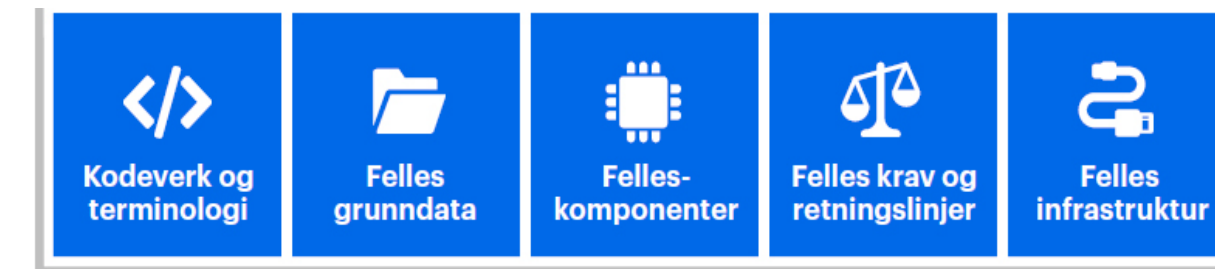 Kodeverk og
terminologi
Felles
grunndata
Felles-
komponenter
Felles krav og
retningslinjer
Felles
infrastruktur